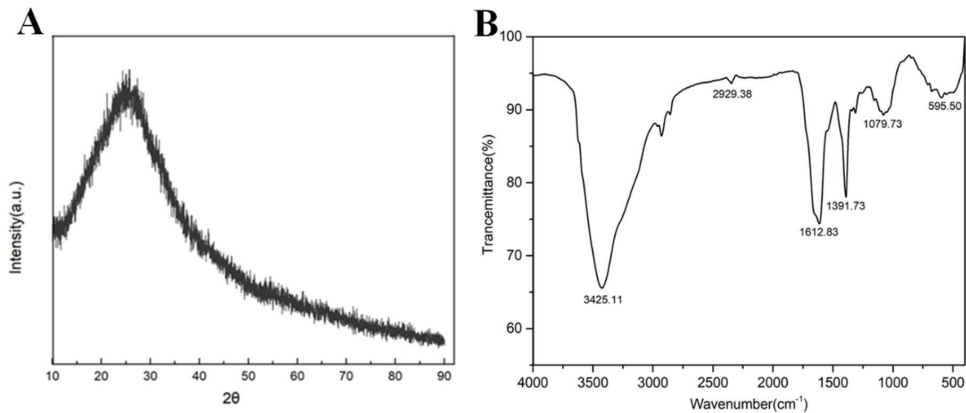 A
Intensity(a.u.)
10 20 30 40 50 60 70 80 90
2θ
B
Trancemittance(%)
100
90
80
70
60
2929.38
1079.73
595.50
1391.73
1612.83
3425.11
4000 3500 3000 2500 2000 1500 1000 500
Wavenumber(cm⁻¹)